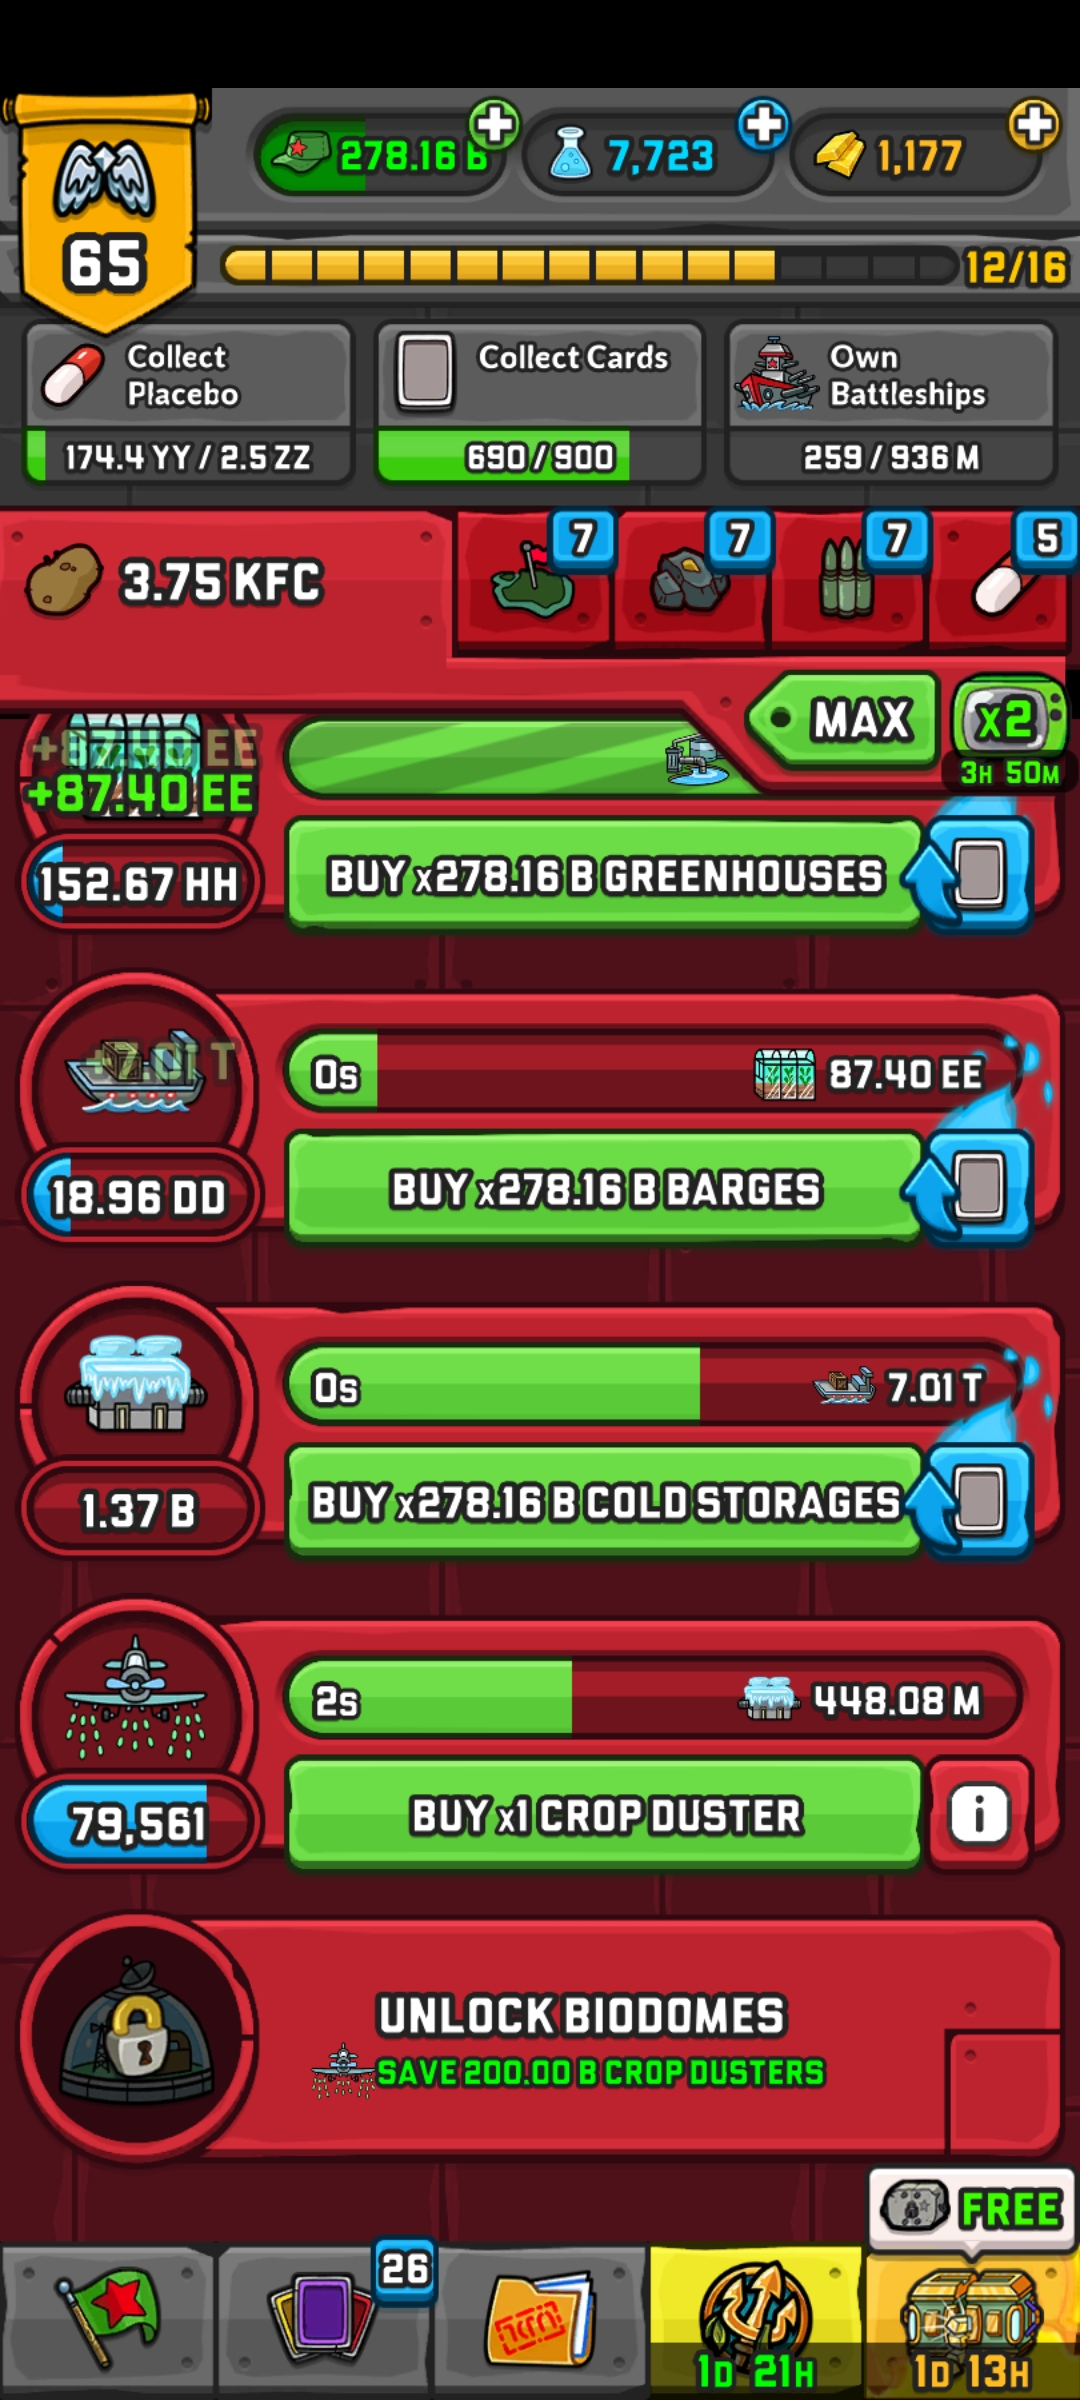 65
278.16 B
7,723
1,177
12/16
Collect
Placebo
174.4 YY / 2.5 ZZ
Collect Cards
690/900
Own
Battleships
259/936 M
3.75 KFC
7
7
7
5
MAX
x2
3H 50M
+87.40 EE
+87.40 EE
152.67 HH
BUY x278.16 B GREENHOUSES
+7.01 T
0s
87.40 EE
18.96 DD
BUY x278.16 B BARGES
0s
7.01 T
1.37 B
BUY x278.16 B COLD STORAGES
2s
448.08 M
79,561
BUY x1 CROP DUSTER
i
UNLOCK BIODOMES
SAVE 200.00 B CROP DUSTERS
FREE
26
1D 21H
1D 13H